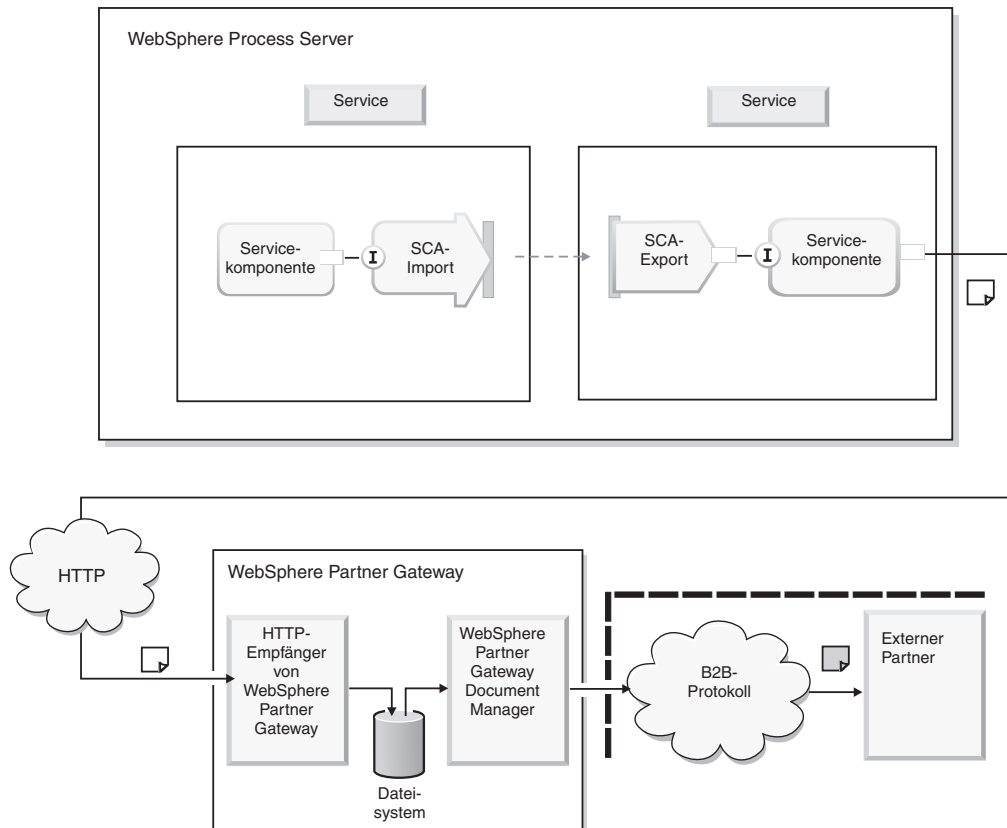 WebSphere Process Server
Service
Service
Service-
komponente
I
SCA-
Import
SCA-
Export
I
Service-
komponente
HTTP
WebSphere Partner Gateway
HTTP-
Empfänger
von
WebSphere
Partner
Gateway
Datei-
system
WebSphere
Partner
Gateway
Document
Manager
B2B-
Protokoll
Externer
Partner